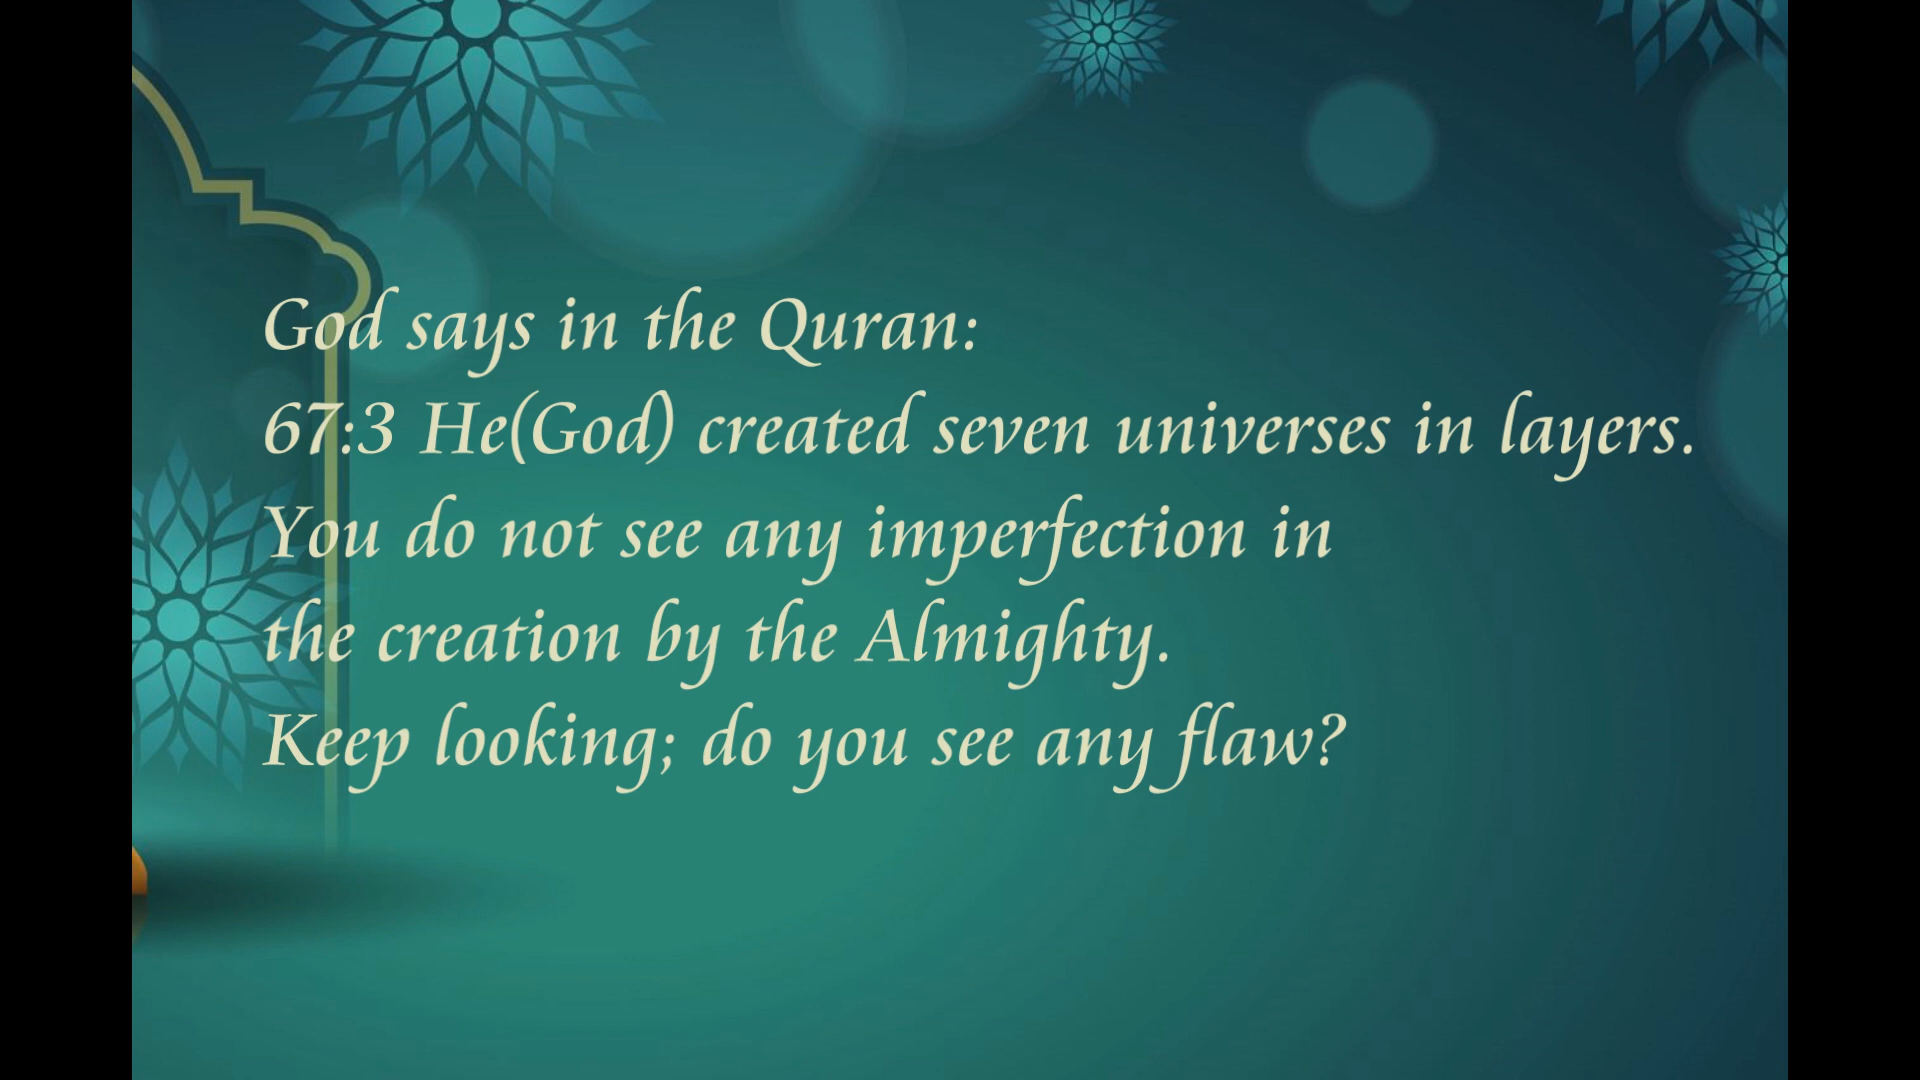 God says in the Quran:
67:3 He(God) created seven universes in layers.
You do not see any imperfection in
the creation by the Almighty.
Keep looking; do you see any flaw?